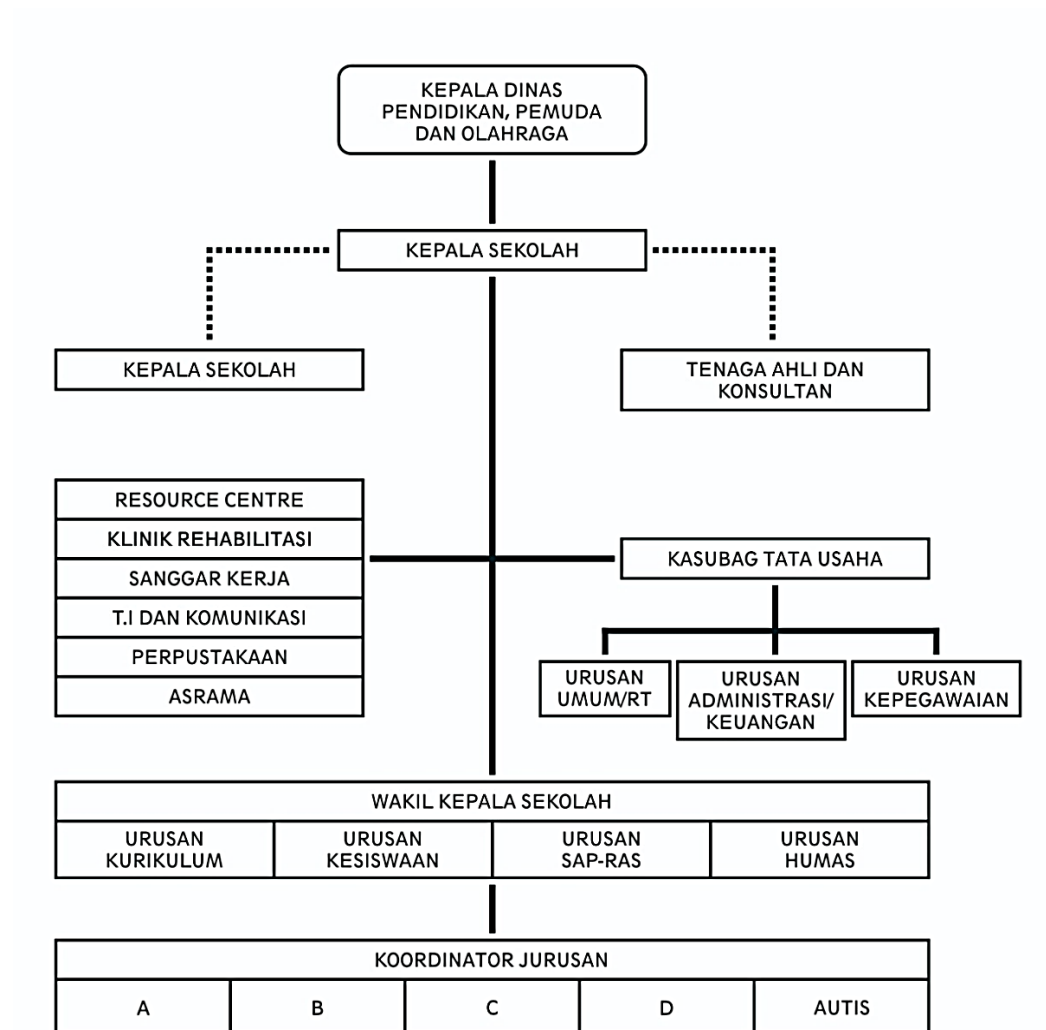 KEPALA DINAS
PENDIDIKAN, PEMUDA
DAN OLAHRAGA
KEPALA SEKOLAH
KEPALA SEKOLAH
TENAGA AHLI DAN
KONSULTAN
RESOURCE CENTRE
KLINIK REHABILITASI
SANGGAR KERJA
T.I DAN KOMUNIKASI
PERPUSTAKAAN
ASRAMA
KASUBAG TATA USAHA
URUSAN
UMUM/RT
URUSAN
ADMINISTRASI/
KEUANGAN
URUSAN
KEPEGAWAIAN
WAKIL KEPALA SEKOLAH
URUSAN
KURIKULUM
URUSAN
KESISWAAN
URUSAN
SAP-RAS
URUSAN
HUMAS
KOORDINATOR JURUSAN
A
B
C
D
AUTIS